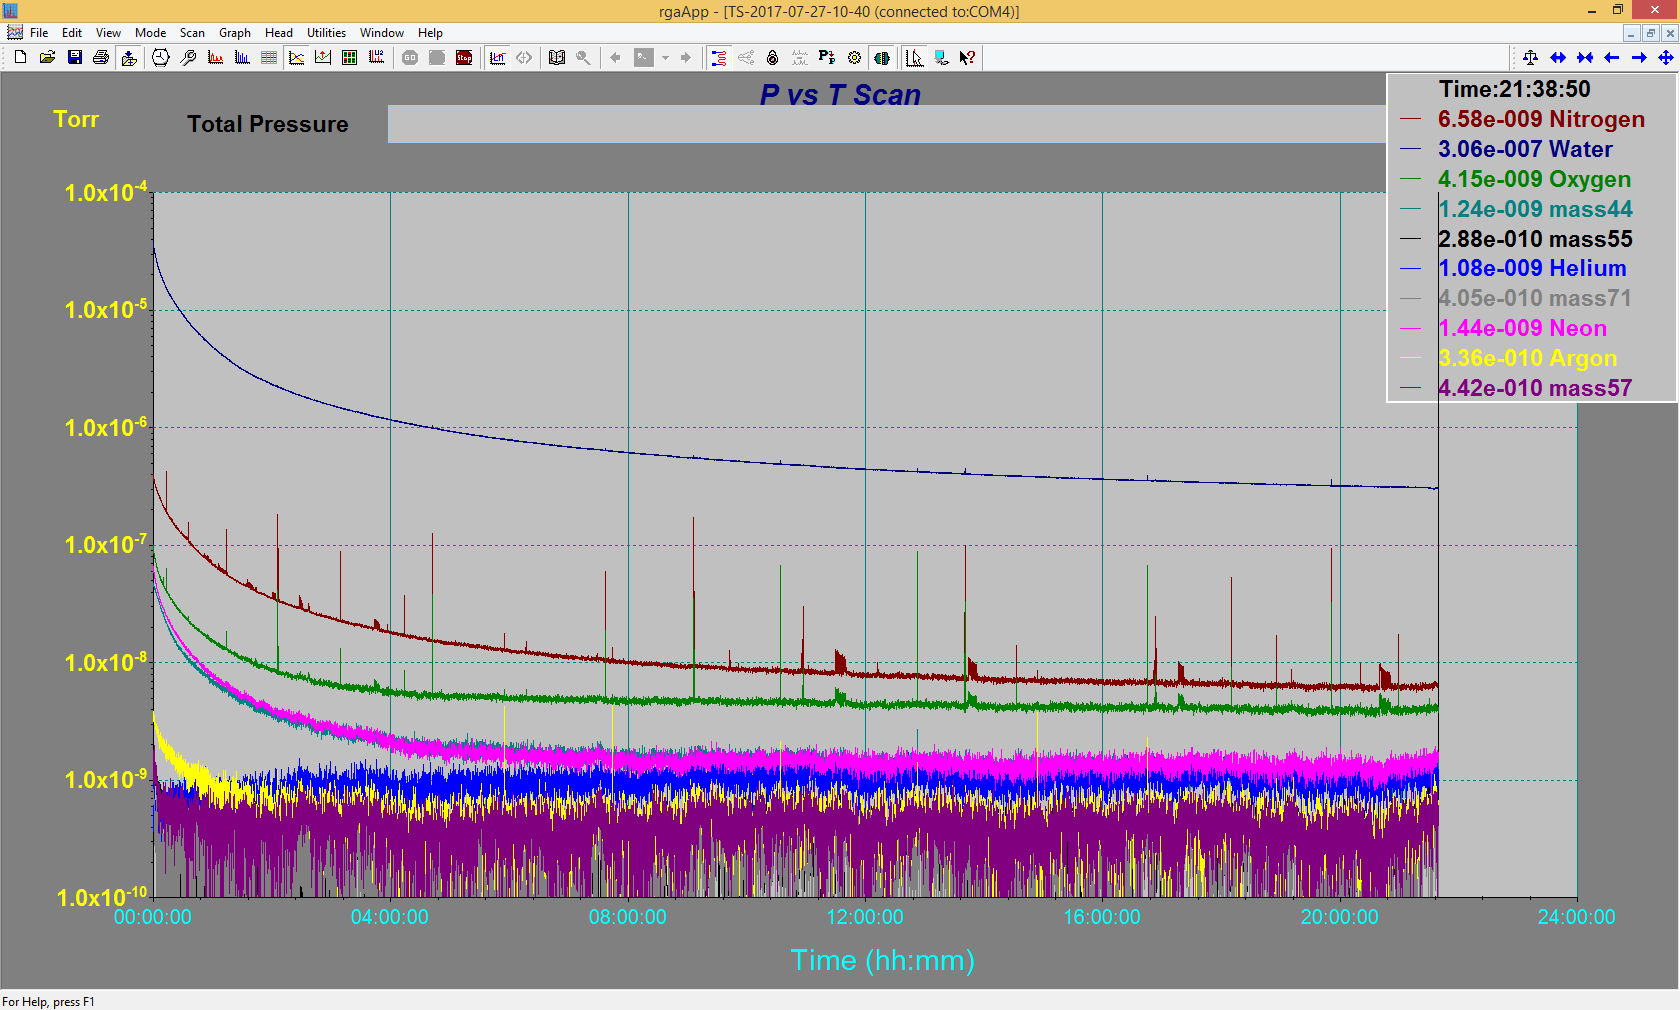 rgaApp - [TS-2017-07-27-10-40 (connected to:COM4)]
File Edit View Mode Scan Graph Head Utilities Window Help
GO Stop
P vs T Scan
Torr
Total Pressure
Time:21:38:50
6.58e-009 Nitrogen
3.06e-007 Water
4.15e-009 Oxygen
1.24e-009 mass44
2.88e-010 mass55
1.08e-009 Helium
4.05e-010 mass71
1.44e-009 Neon
3.36e-010 Argon
4.42e-010 mass57
1.0x10-4
1.0x10-5
1.0x10-6
1.0x10-7
1.0x10-8
1.0x10-9
1.0x10-10
00:00:00 04:00:00 08:00:00 12:00:00 16:00:00 20:00:00 24:00:00
Time (hh:mm)
For Help, press F1